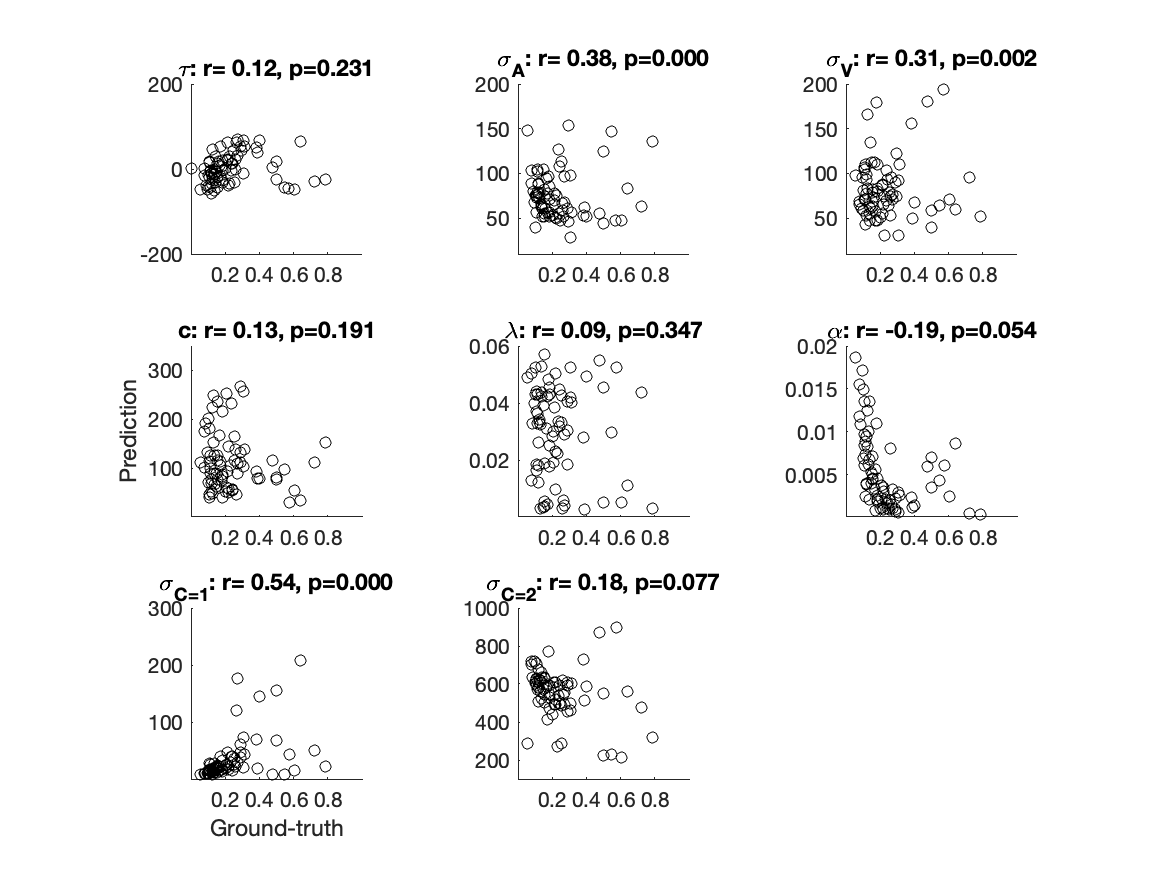 τ: r= 0.12, p=0.231
200
0
-200
0.2 0.4 0.6 0.8
σA: r= 0.38, p=0.000
200
150
100
50
0.2 0.4 0.6 0.8
σV: r= 0.31, p=0.002
200
150
100
50
0.2 0.4 0.6 0.8
c: r= 0.13, p=0.191
300
200
100
Prediction
0.2 0.4 0.6 0.8
λ: r= 0.09, p=0.347
0.06
0.04
0.02
0.2 0.4 0.6 0.8
α: r= -0.19, p=0.054
0.02
0.015
0.01
0.005
0.2 0.4 0.6 0.8
σC=1: r= 0.54, p=0.000
300
200
100
0.2 0.4 0.6 0.8
Ground-truth
σC=2: r= 0.18, p=0.077
1000
800
600
400
200
0.2 0.4 0.6 0.8